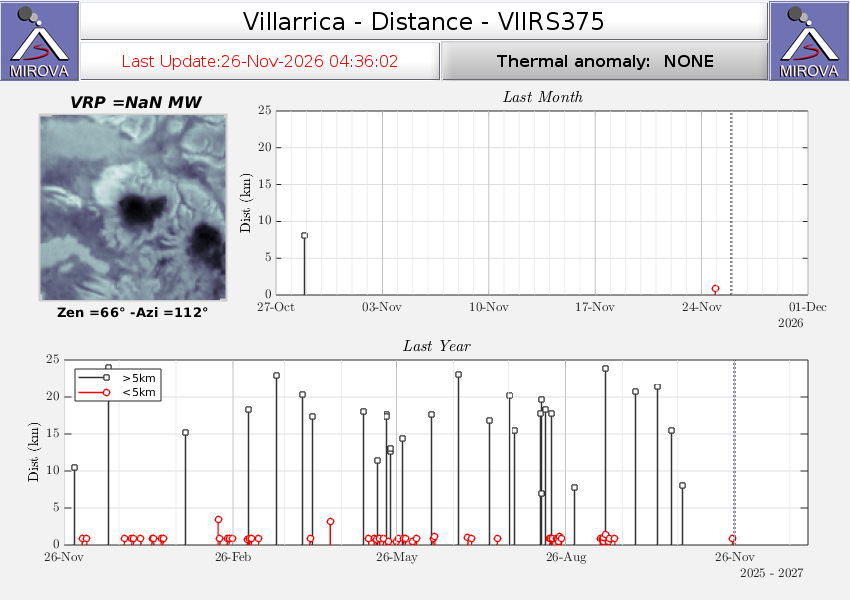 Villarrica - Distance - VIIRS375
MIROVA
MIROVA
Last Update:26-Nov-2026 04:36:02
Thermal anomaly: NONE
VRP =NaN MW
Zen =66° -Azi =112°
Last Month
Dist (km)
25
20
15
10
5
0
27-Oct
03-Nov
10-Nov
17-Nov
24-Nov
01-Dec
2026
Last Year
Dist (km)
25
20
15
10
5
0
>5km
<5km
26-Nov
26-Feb
26-May
26-Aug
26-Nov
2025 - 2027